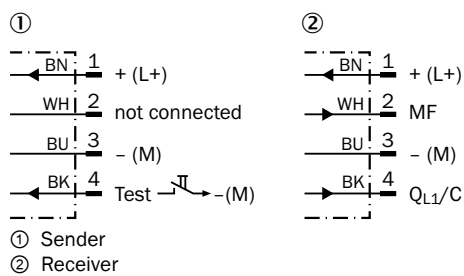 ① ②
BN 1 + (L+) BN 1 + (L+)
WH 2 not connected WH 2 MF
BU 3 – (M) BU 3 – (M)
BK 4 Test –(M) BK 4 QL1/C
① Sender
② Receiver